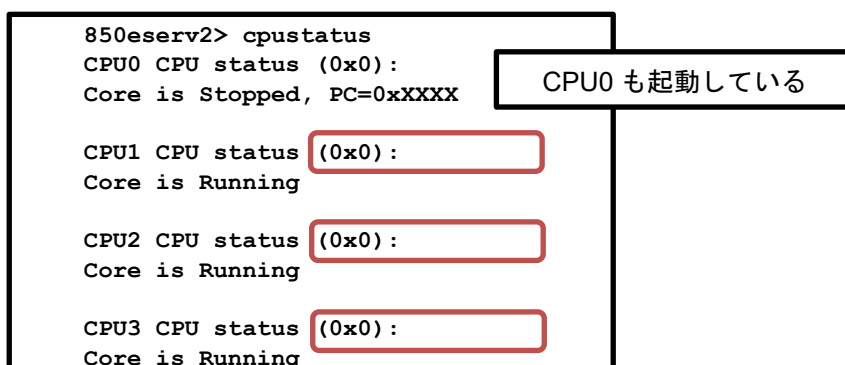 850eserv2> cpustatus
CPU0 CPU status (0x0):
Core is Stopped, PC=0xXXXX
CPU0 も起動している
CPU1 CPU status (0x0):
Core is Running
CPU2 CPU status (0x0):
Core is Running
CPU3 CPU status (0x0):
Core is Running